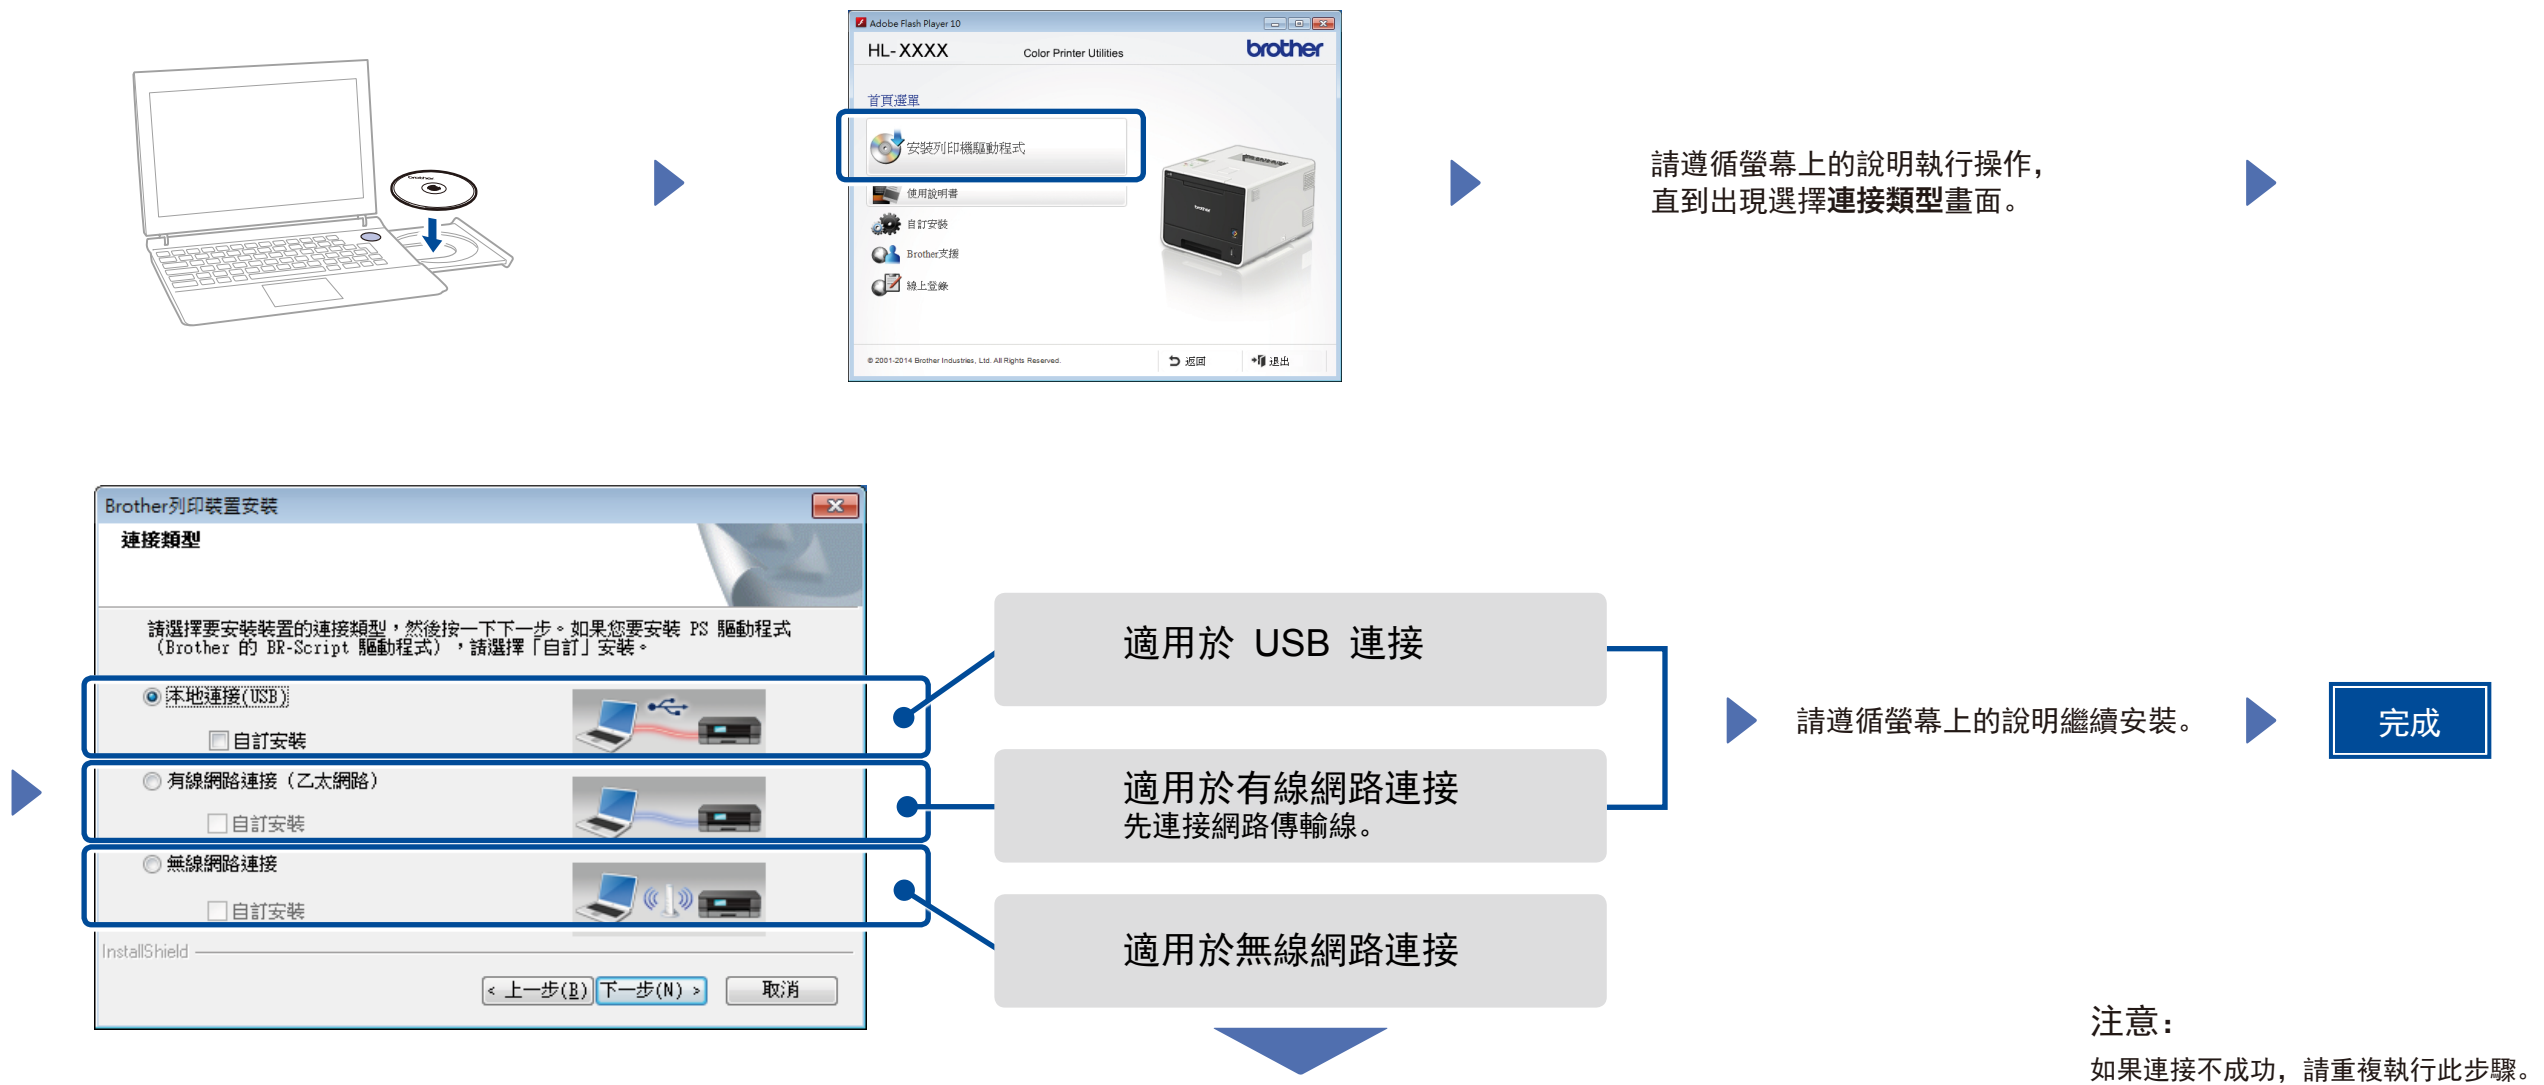 Adobe Flash Player 10
HL-XXXX
Color Printer Utilities
brother
首頁選單
安裝列印機驅動程式
使用說明書
自訂安裝
Brother支援
線上登錄
© 2001-2014 Brother Industries, Ltd. All Rights Reserved.
返回
退出
請遵循螢幕上的說明執行操作，
直到出現選擇連接類型畫面。
Brother列印裝置安裝
連接類型
請選擇要安裝裝置的連接類型，然後按一下下一步。如果您要安裝 PS 驅動程式
（Brother 的 BR-Script 驅動程式），請選擇「自訂」安裝。
本地連接(USB)
自訂安裝
有線網路連接（乙太網路）
自訂安裝
無線網路連接
自訂安裝
InstallShield
< 上一步(B)
下一步(N) >
取消
適用於 USB 連接
適用於有線網路連接
先連接網路傳輸線。
適用於無線網路連接
請遵循螢幕上的說明繼續安裝。
完成
注意：
如果連接不成功，請重複執行此步驟。